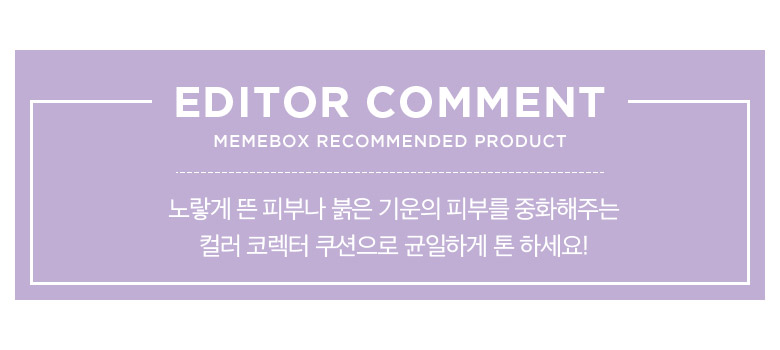 EDITOR COMMENT
MEMEBOX RECOMMENDED PRODUCT
노랗게 뜬 피부나 붉은 기운의 피부를 중화해주는
컬러 코렉터 쿠션으로 균일하게 톤 하세요!